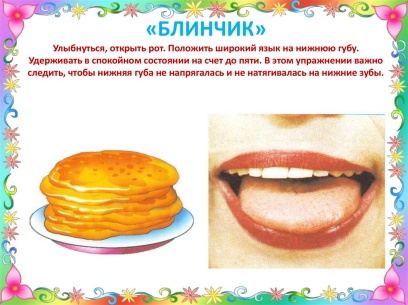 «БЛИНЧИК»
Улыбнуться, открыть рот. Положить широкий язык на нижнюю губу.
Удерживать в спокойном состоянии на счет до пяти. В этом упражнении важно
следить, чтобы нижняя губа не напрягалась и не натягивалась на нижние зубы.